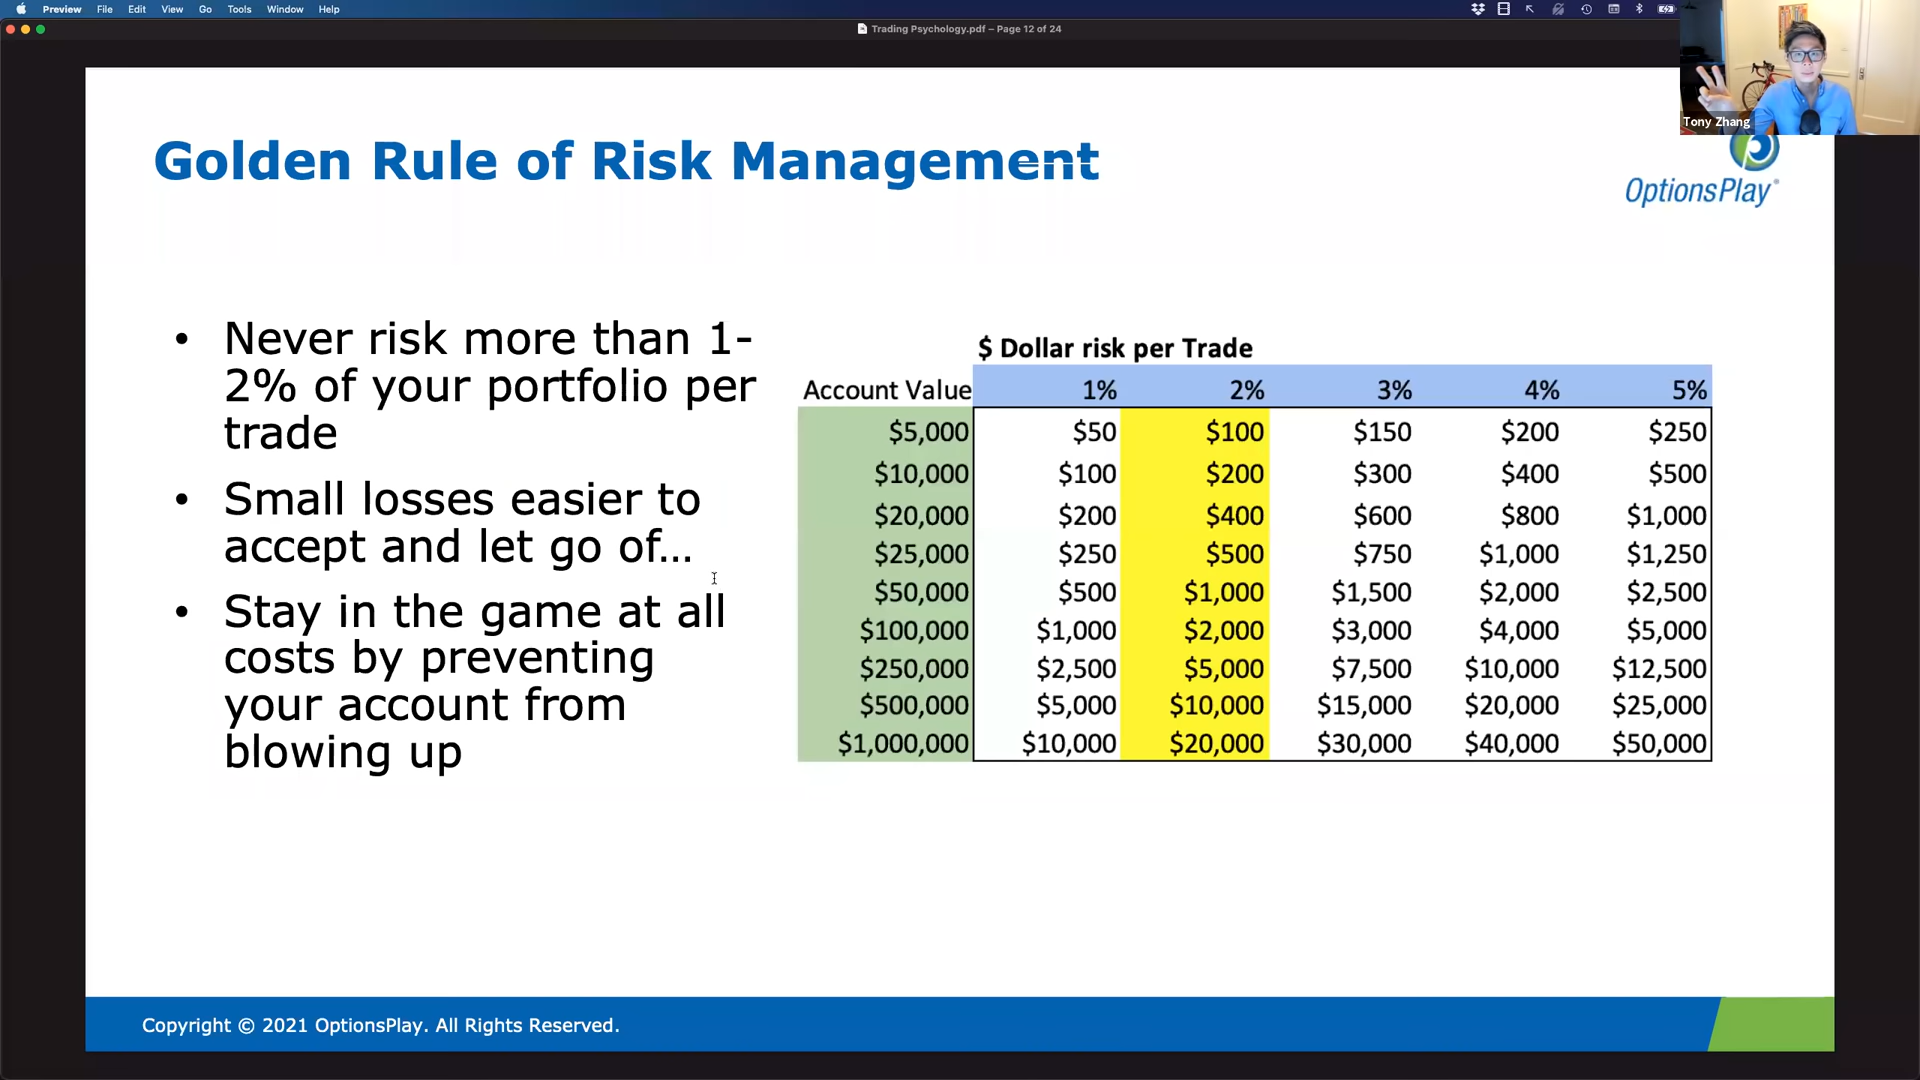 Preview File Edit View Go Tools Window Help
Trading Psychology.pdf – Page 12 of 24
Tony Zhang
Golden Rule of Risk Management
OptionsPlay®
• Never risk more than 1-
2% of your portfolio per
trade
• Small losses easier to
accept and let go of...
• Stay in the game at all
costs by preventing
your account from
blowing up
$ Dollar risk per Trade
Account Value 1% 2% 3% 4% 5%
$5,000 $50 $100 $150 $200 $250
$10,000 $100 $200 $300 $400 $500
$20,000 $200 $400 $600 $800 $1,000
$25,000 $250 $500 $750 $1,000 $1,250
$50,000 $500 $1,000 $1,500 $2,000 $2,500
$100,000 $1,000 $2,000 $3,000 $4,000 $5,000
$250,000 $2,500 $5,000 $7,500 $10,000 $12,500
$500,000 $5,000 $10,000 $15,000 $20,000 $25,000
$1,000,000 $10,000 $20,000 $30,000 $40,000 $50,000
Copyright © 2021 OptionsPlay. All Rights Reserved.